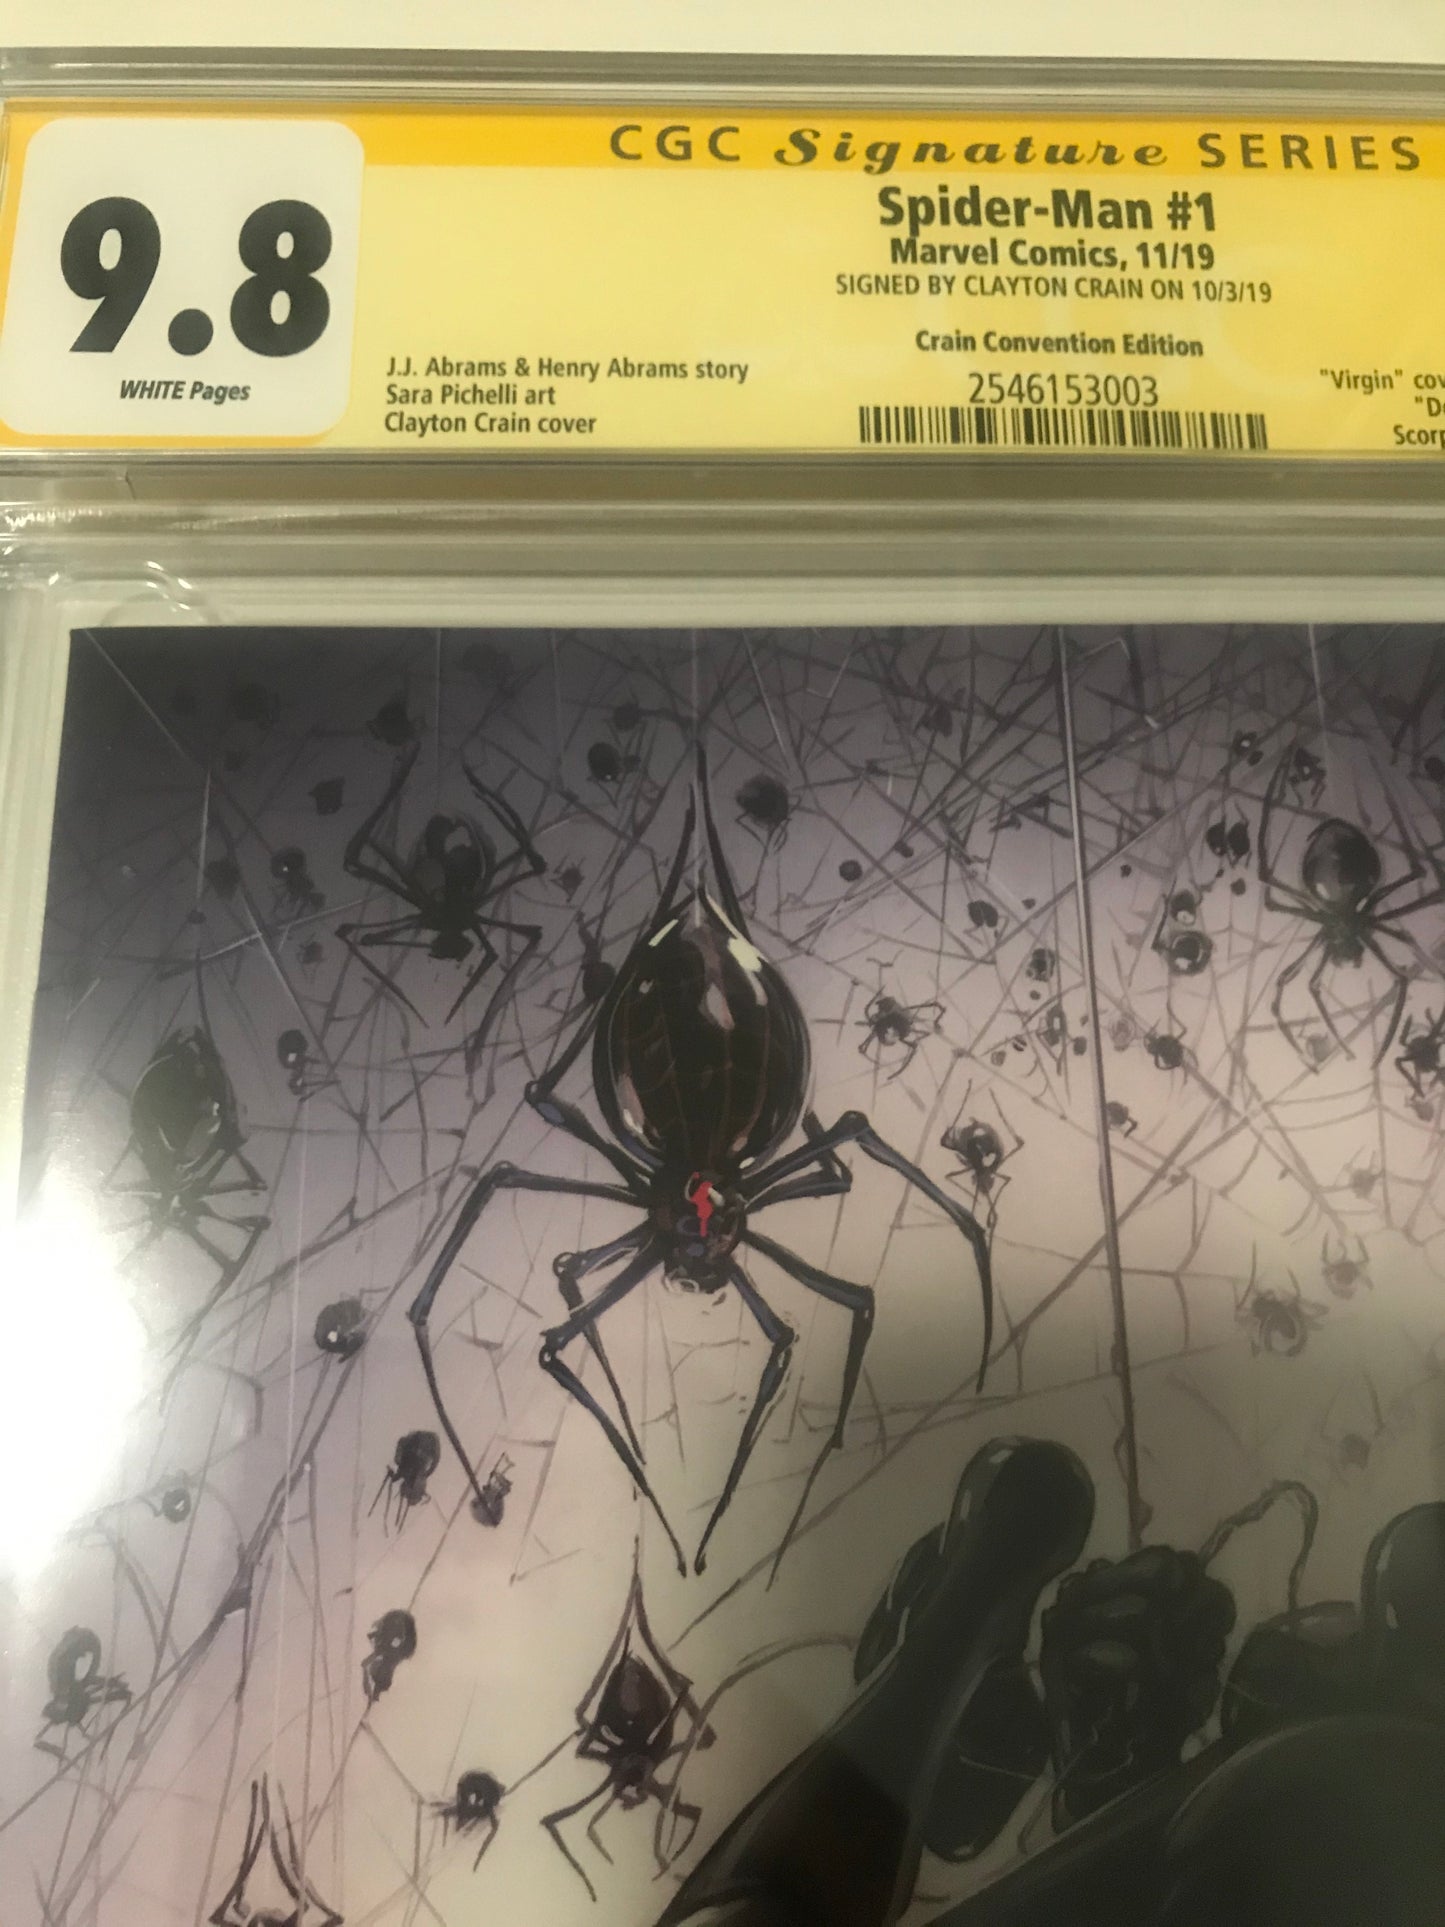 CGC Signature SERIES
9.8
WHITE Pages
Spider-Man #1
Marvel Comics, 11/19
SIGNED BY CLAYTON CRAIN ON 10/3/19
Crain Convention Edition
2546153003
J.J. Abrams & Henry Abrams story
Sara Pichelli art
Clayton Crain cover
"Virgin"